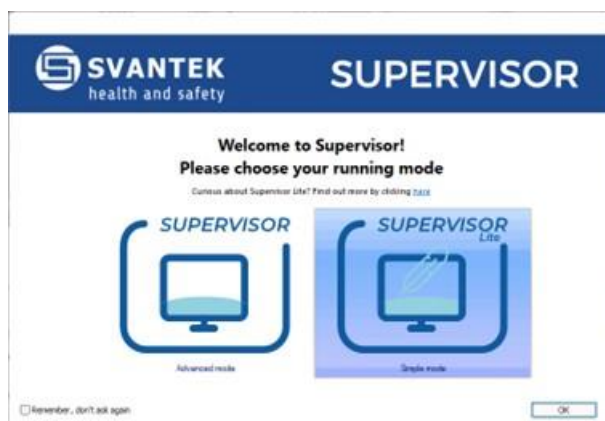 SVANTEK
health and safety
SUPERVISOR
Welcome to Supervisor!
Please choose your running mode
Curious about Supervisor Lite? Find out more by clicking here
SUPERVISOR
SUPERVISOR
Lite
Advanced mode
Simple mode
Remember, don't ask again
OK